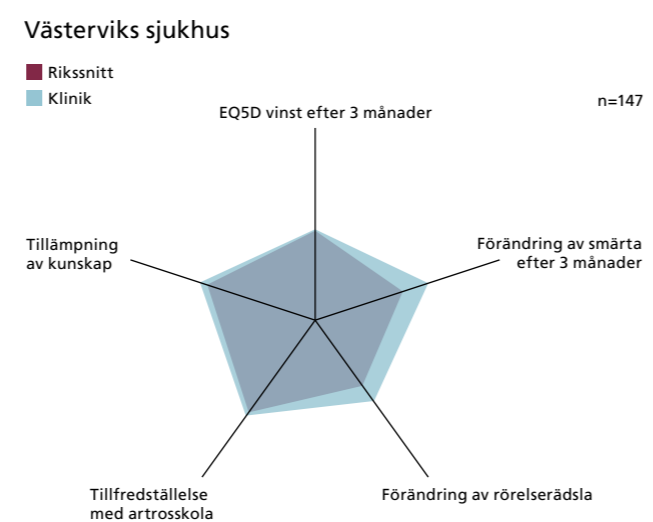 Västerviks sjukhus
Rikssnitt
Klinik
n=147
EQ5D vinst efter 3 månader
Tillämpning
av kunskap
Förändring av smärta
efter 3 månader
Tillfredställelse
med artrosskola
Förändring av rörelserädsla